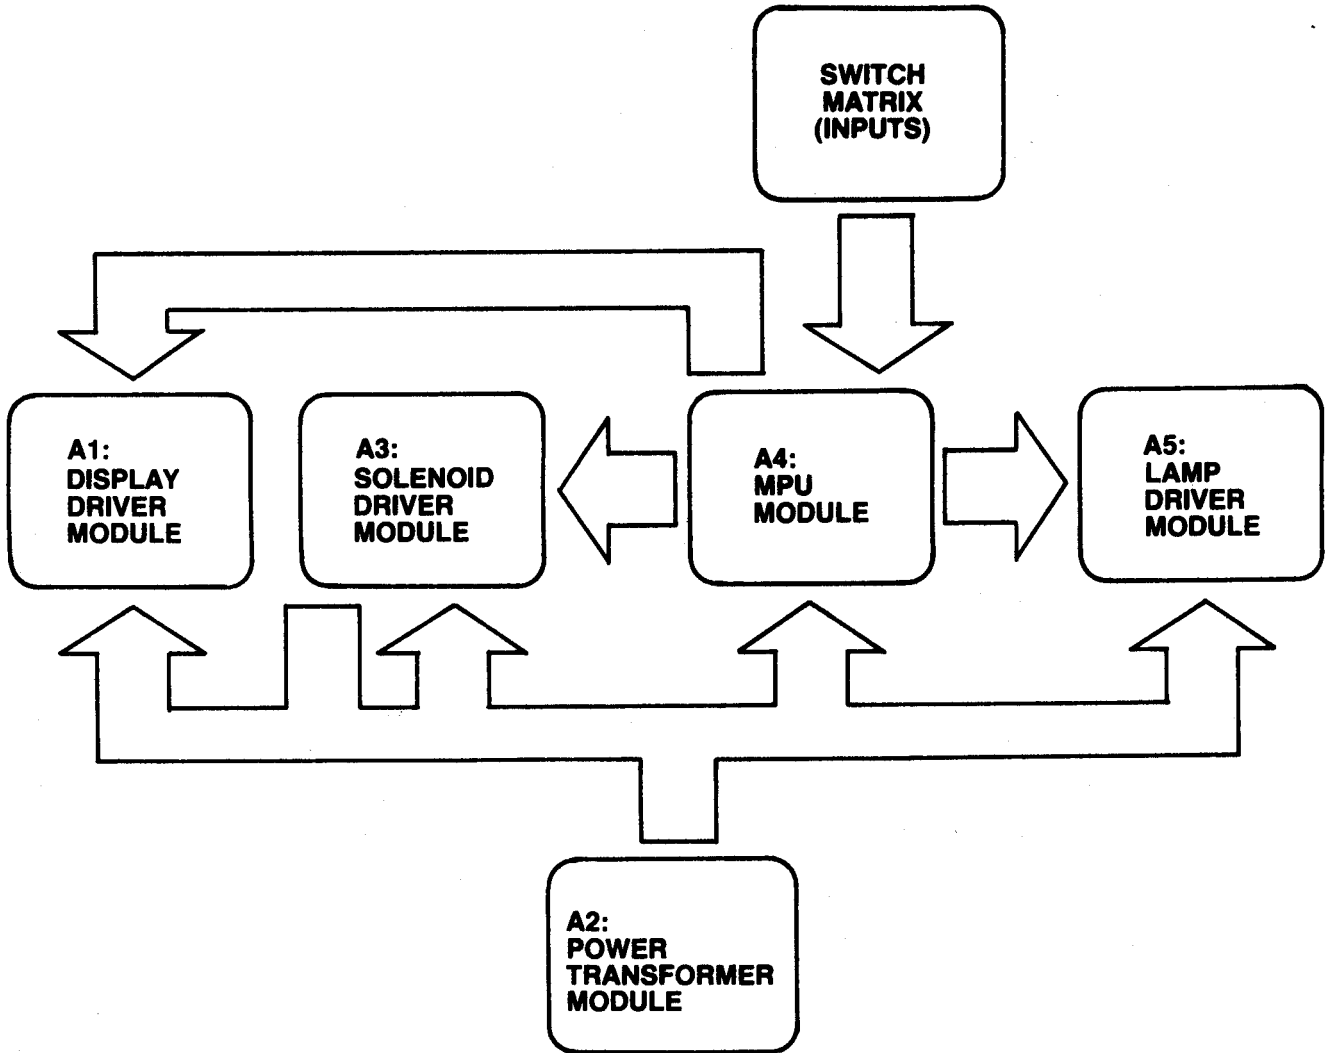 SWITCH
MATRIX
(INPUTS)
A1:
DISPLAY
DRIVER
MODULE
A3:
SOLENOID
DRIVER
MODULE
A4:
MPU
MODULE
A5:
LAMP
DRIVER
MODULE
A2:
POWER
TRANSFORMER
MODULE